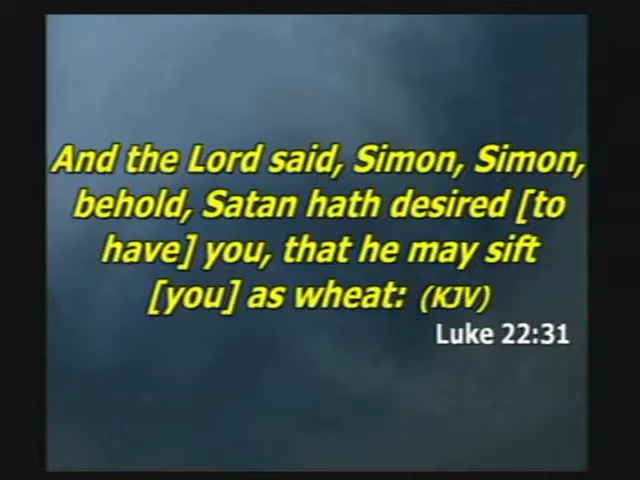 And the Lord said, Simon, Simon,
behold, Satan hath desired [to
have] you, that he may sift
[you] as wheat: (KJV)
Luke 22:31